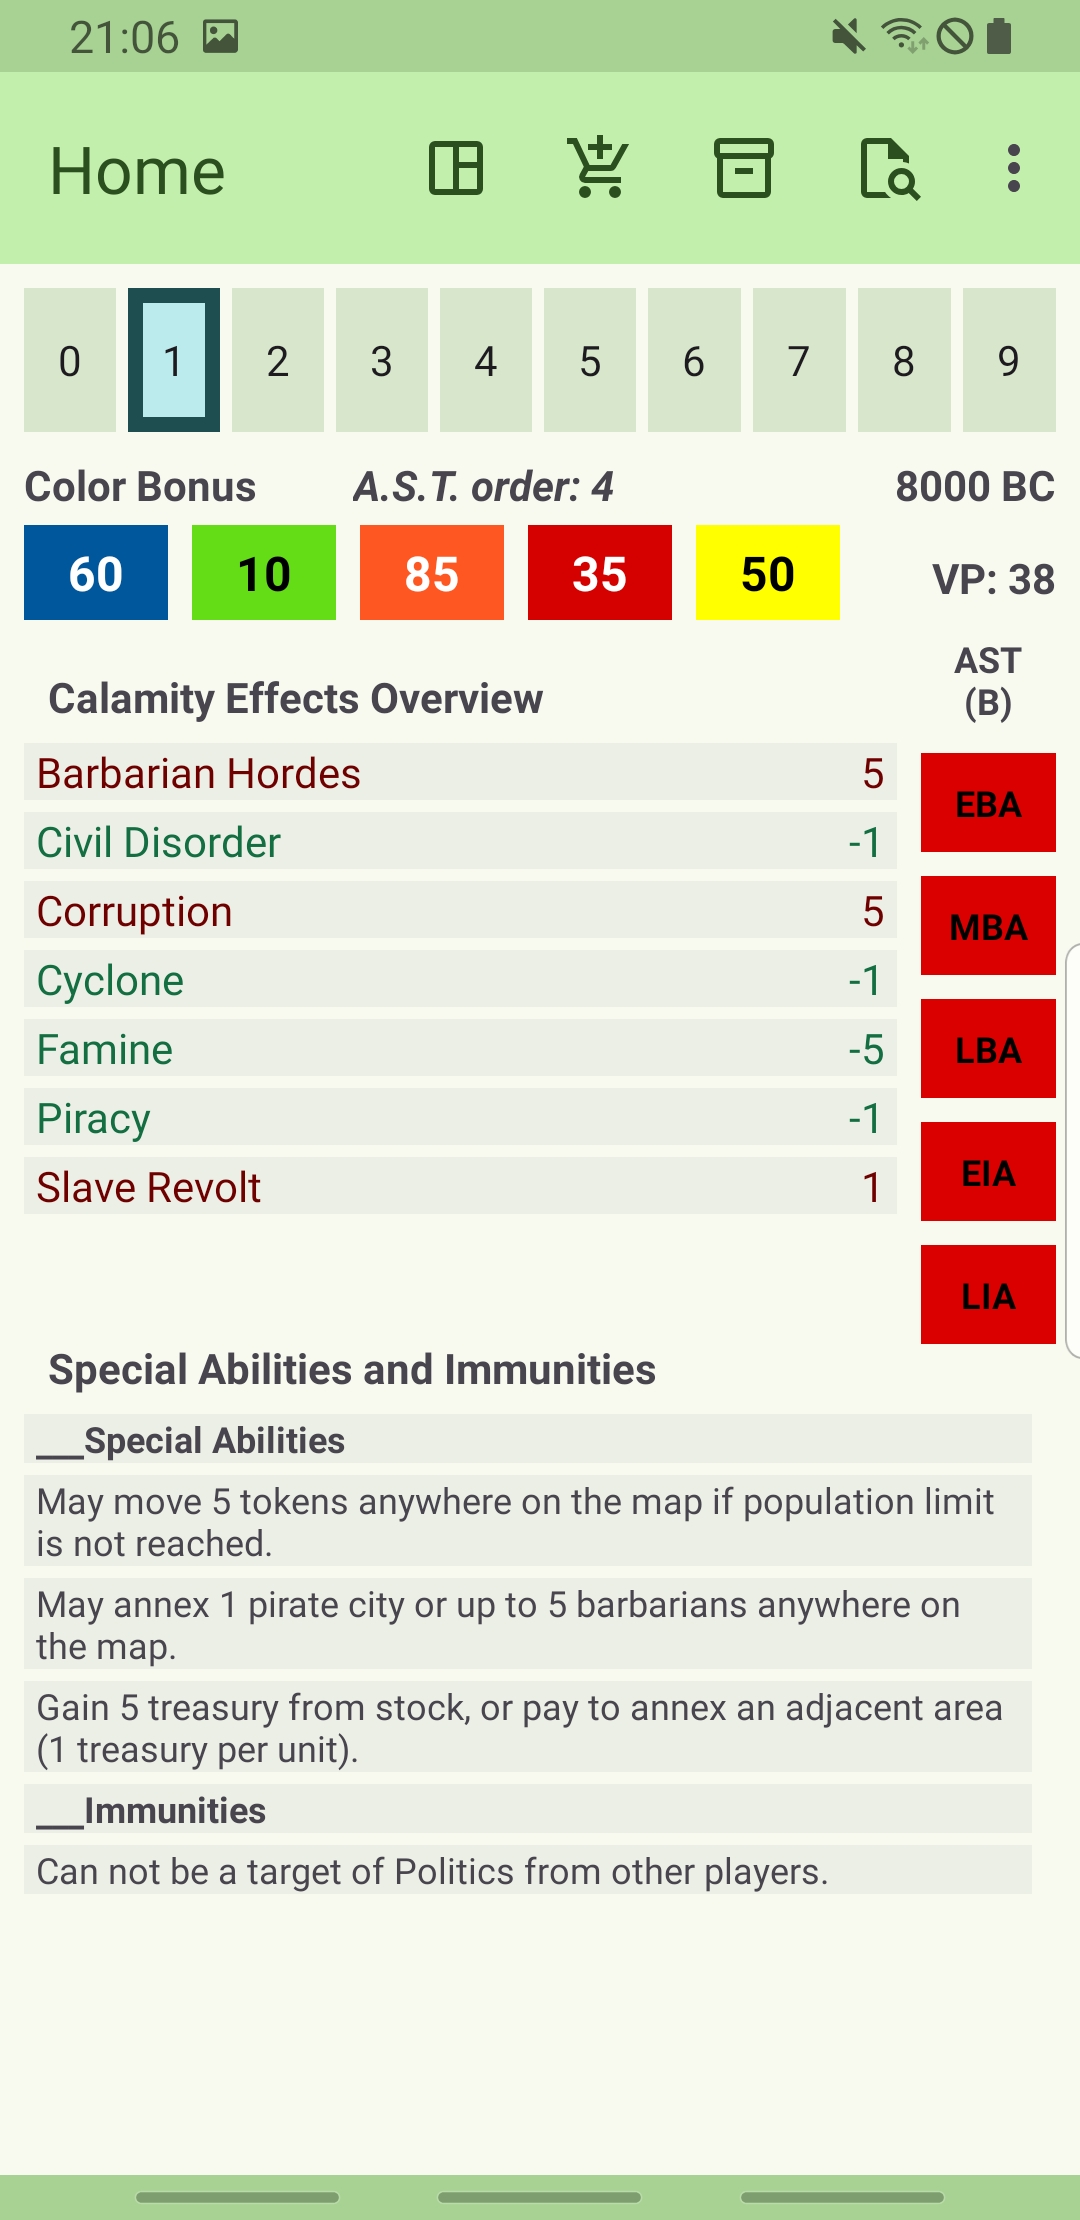 21:06
Home
0 1 2 3 4 5 6 7 8 9
Color Bonus A.S.T. order: 4 8000 BC
60 10 85 35 50 VP: 38
AST
(B)
Calamity Effects Overview
Barbarian Hordes 5
Civil Disorder -1
Corruption 5
Cyclone -1
Famine -5
Piracy -1
Slave Revolt 1
EBA
MBA
LBA
EIA
LIA
Special Abilities and Immunities
___Special Abilities
May move 5 tokens anywhere on the map if population limit
is not reached.
May annex 1 pirate city or up to 5 barbarians anywhere on
the map.
Gain 5 treasury from stock, or pay to annex an adjacent area
(1 treasury per unit).
___Immunities
Can not be a target of Politics from other players.